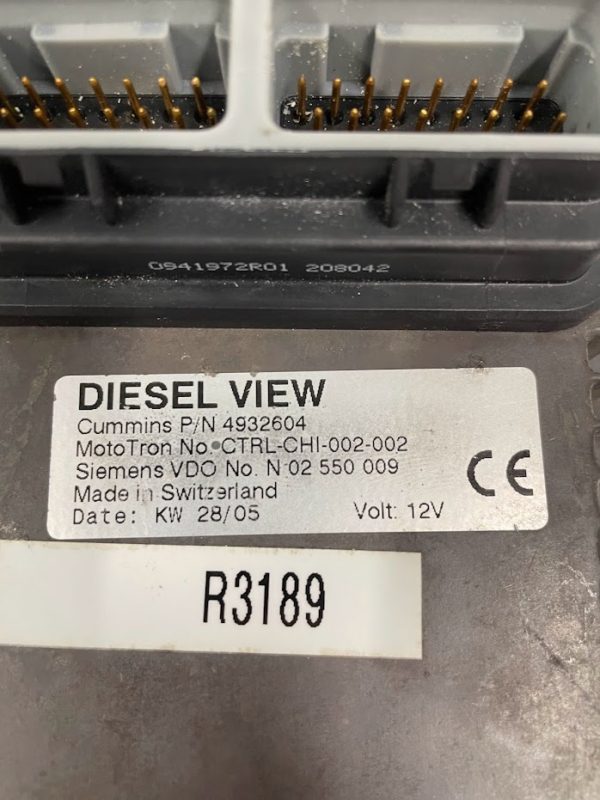 0941972R01 208042
DIESEL VIEW
Cummins P/N 4932604
MotoTron No. CTRL-CHI-002-002
Siemens VDO No. N 02 550 009
Made in Switzerland
Date: KW 28/05 Volt: 12V
CE
R3189